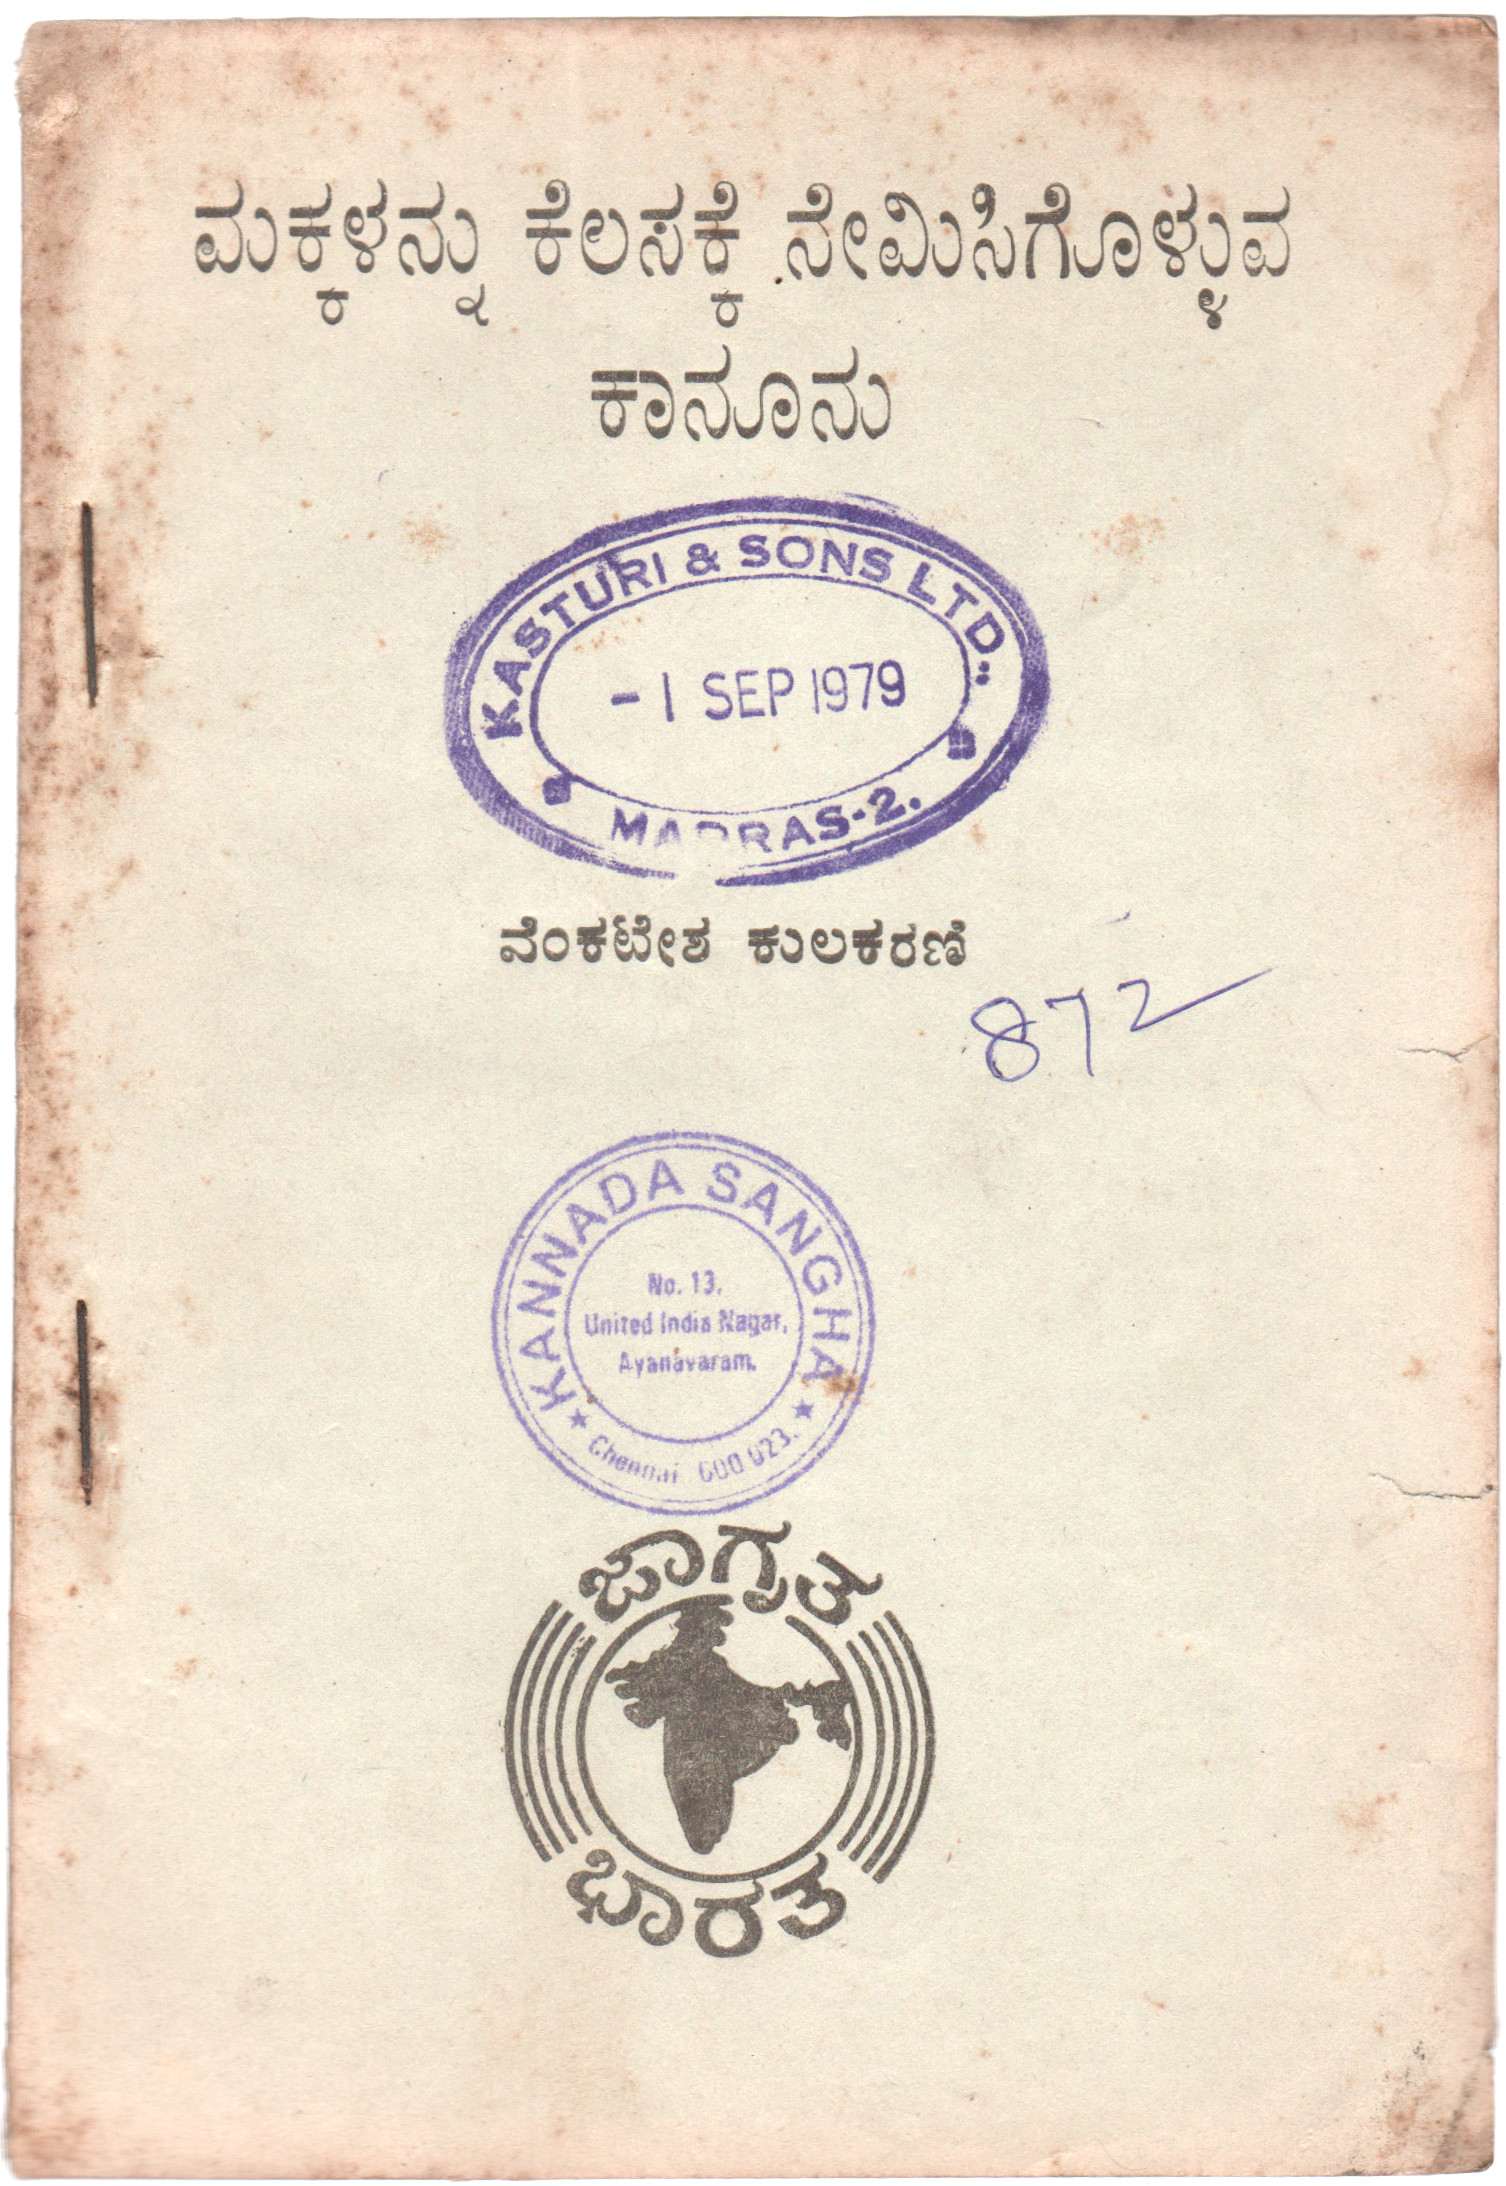 ಮಕ್ಕಳನ್ನು ಕೆಲಸಕ್ಕೆ ನೇಮಿಸಿಗೊಳ್ಳುವ
ಕಾನೂನು
KASTURI & SONS LTD.,
- 1 SEP 1979
MADRAS-2.
ವೆಂಕಟೇಶ ಕುಲಕರಣಿ
872
KANNADA SANGHA
No. 13,
United India Nagar,
Ayanavaram.
Chennai 600 023.
ಜಾಗೃತ
ಭಾರತ